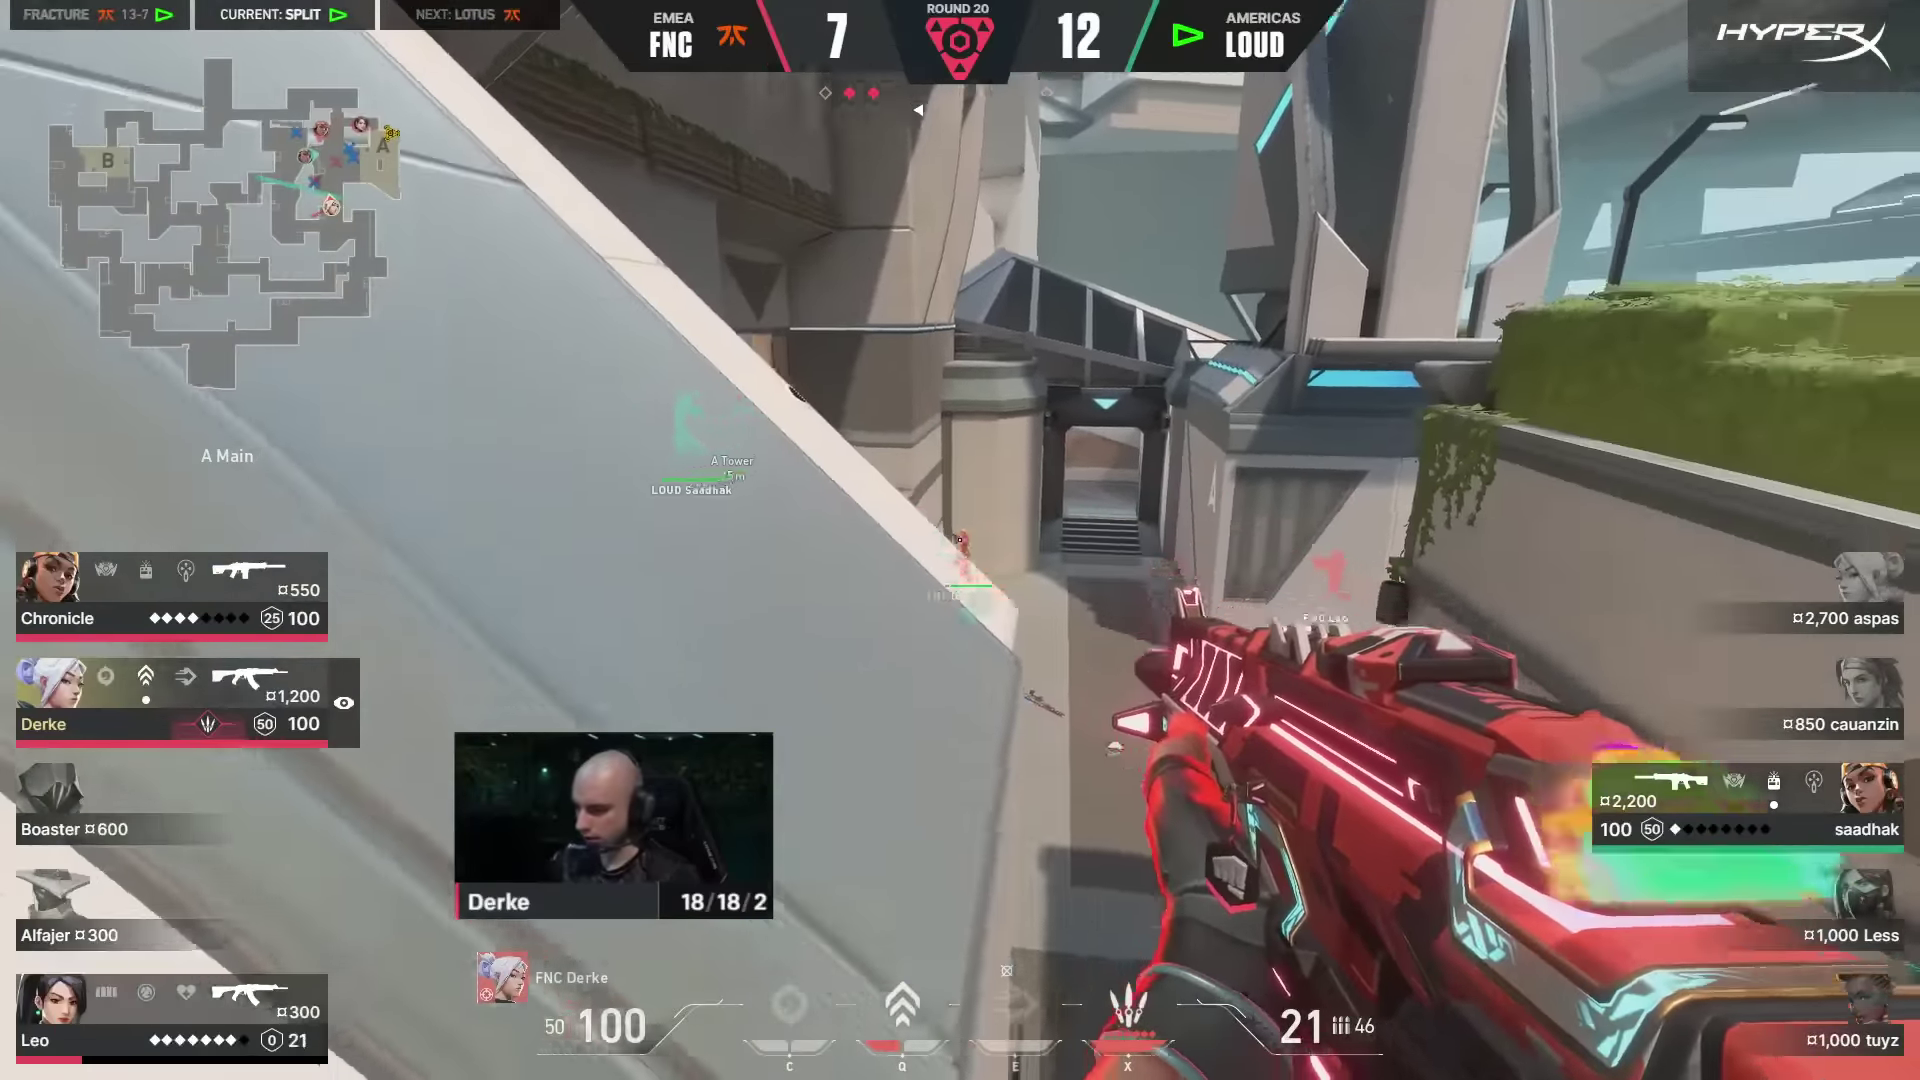 FRACTURE 13-7
CURRENT: SPLIT
NEXT: LOTUS
EMEA
FNC
7
ROUND 20
12
AMERICAS
LOUD
HYPERX
B
A
A Main
A Tower
LOUD Saadhak
550
Chronicle
25 100
1,200
Derke
50 100
Boaster 600
Alfajer 300
300
Leo
0 21
Derke
18/18/2
FNC Derke
50 100
C
Q
E
X
21 46
2,700 aspas
850 cauanzin
2,200
100 50
saadhak
1,000 Less
1,000 tuyz